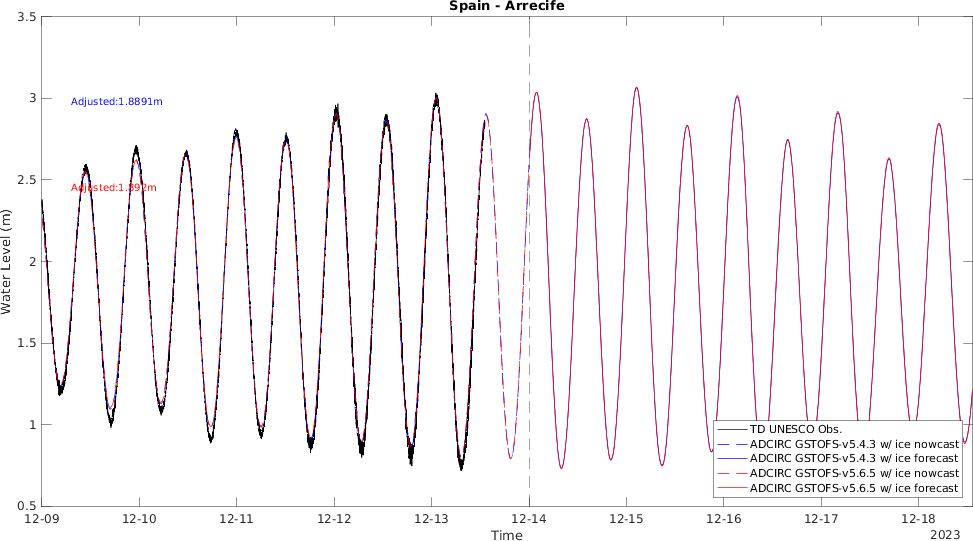 Spain - Arrecife
3.5
3
2.5
2
1.5
1
0.5
Water Level (m)
Adjusted:1.8891m
Adjusted:1.892m
TD UNESCO Obs.
ADCIRC GSTOFS-v5.4.3 w/ ice nowcast
ADCIRC GSTOFS-v5.4.3 w/ ice forecast
ADCIRC GSTOFS-v5.6.5 w/ ice nowcast
ADCIRC GSTOFS-v5.6.5 w/ ice forecast
12-09 12-10 12-11 12-12 12-13 12-14 12-15 12-16 12-17 12-18
Time
2023